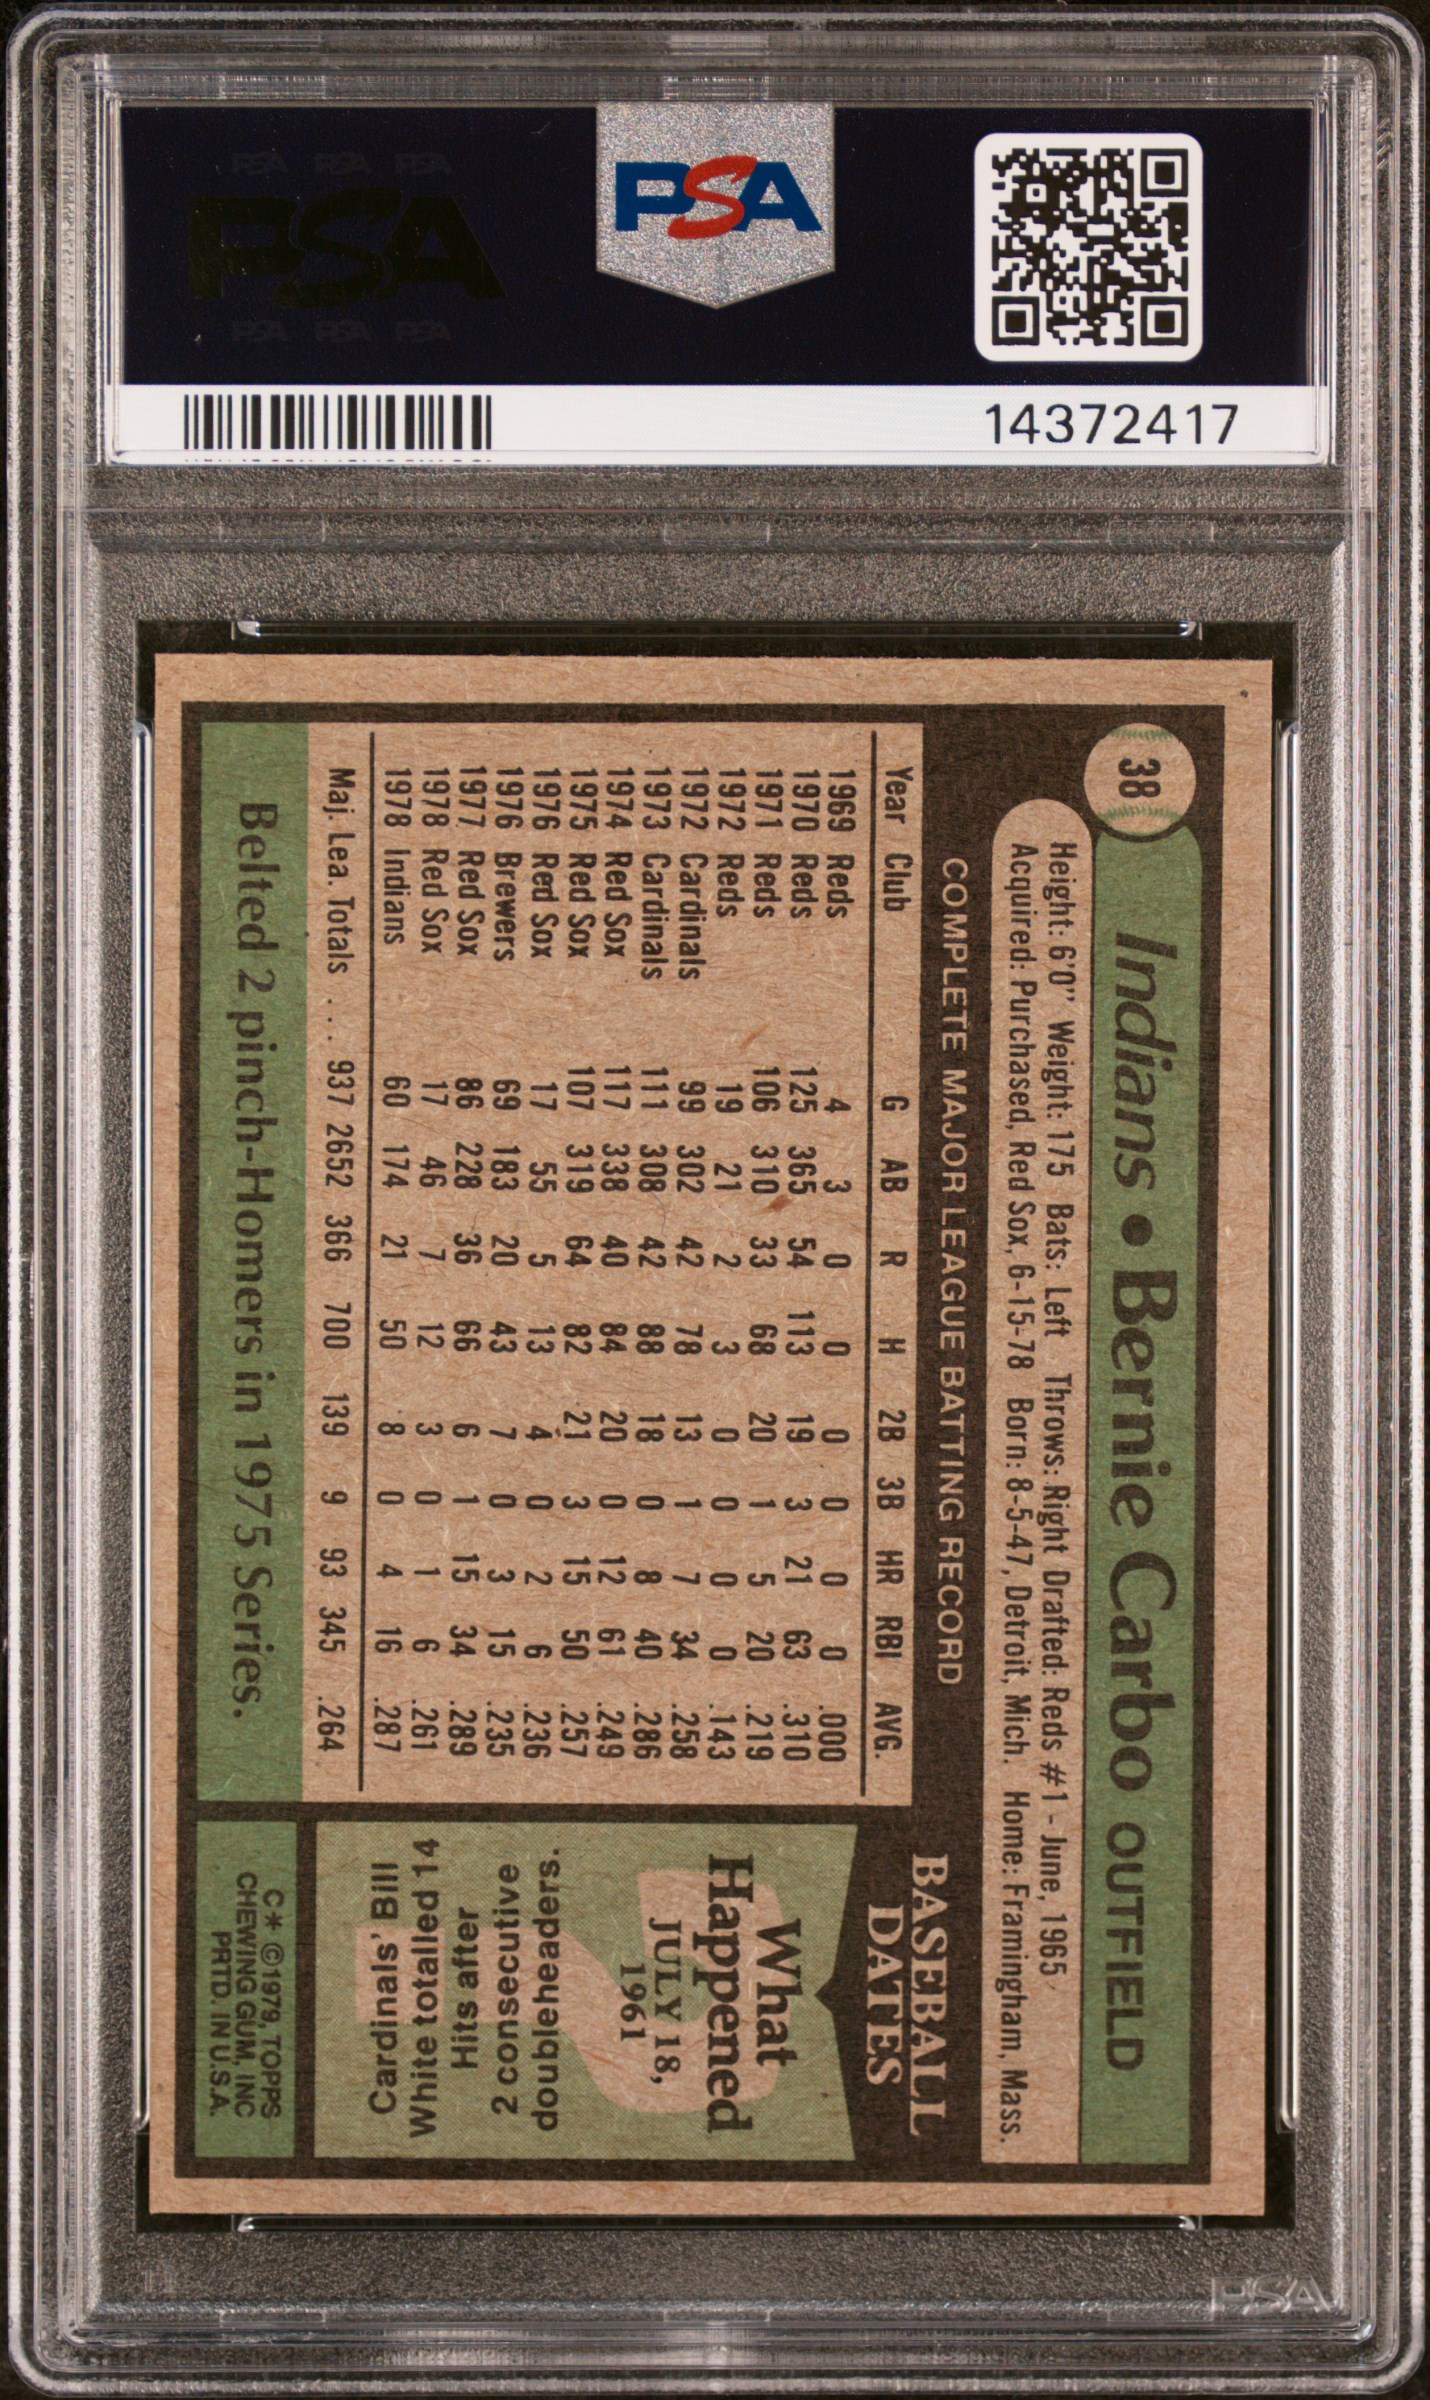 PSA PSA PSA
PSA
PSA PSA PSA
PSA
14372417
38
Indians • Bernie Carbo OUTFIELD
Height: 6'0" Weight: 175 Bats: Left Throws: Right Drafted: Reds #1 - June, 1965
Acquired: Purchased, Red Sox, 6-15-78 Born: 8-5-47, Detroit, Mich. Home: Framingham, Mass.
COMPLETE MAJOR LEAGUE BATTING RECORD
Year Club G AB R H 2B 3B HR RBI AVG.
1969 Reds 4 3 0 0 0 0 0 0 .000
1970 Reds 125 365 54 113 19 3 21 63 .310
1971 Reds 106 310 33 68 20 1 5 20 .219
1972 Reds 19 21 2 3 0 0 0 0 .143
1972 Cardinals 99 302 42 78 13 1 7 34 .258
1973 Cardinals 111 308 42 88 18 0 8 40 .286
1974 Red Sox 117 338 40 84 20 0 12 61 .249
1975 Red Sox 107 319 64 82 21 3 15 50 .257
1976 Red Sox 17 55 5 13 4 0 2 6 .236
1976 Brewers 69 183 20 43 7 0 3 15 .235
1977 Red Sox 86 228 36 66 6 1 15 34 .289
1978 Red Sox 17 46 7 12 3 0 1 6 .261
1978 Indians 60 174 21 50 8 0 4 16 .287
Maj. Lea. Totals . . . 937 2652 366 700 139 9 93 345 .264
Belted 2 pinch-Homers in 1975 Series.
BASEBALL
DATES
What
Happened
JULY 18,
1961
Cardinals' Bill
White totalled 14
Hits after
2 consecutive
doubleheaders.
C* ©1979, TOPPS
CHEWING GUM, INC
PRTD. IN U.S.A.
PSA